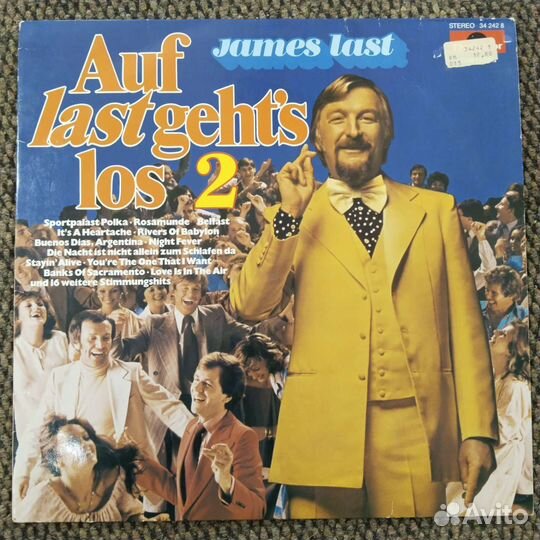 STEREO 34 242 8
james last
Auf
last geht's
los 2
Sportpalast Polka · Rosamunde · Belfast
It's A Heartache · Rivers Of Babylon
Buenos Dias, Argentina · Night Fever
Die Nacht ist nicht allein zum Schlafen da
Stayin' Alive · You're The One That I Want
Banks Of Sacramento · Love Is In The Air
und 16 weitere Stimmungshits
Avito